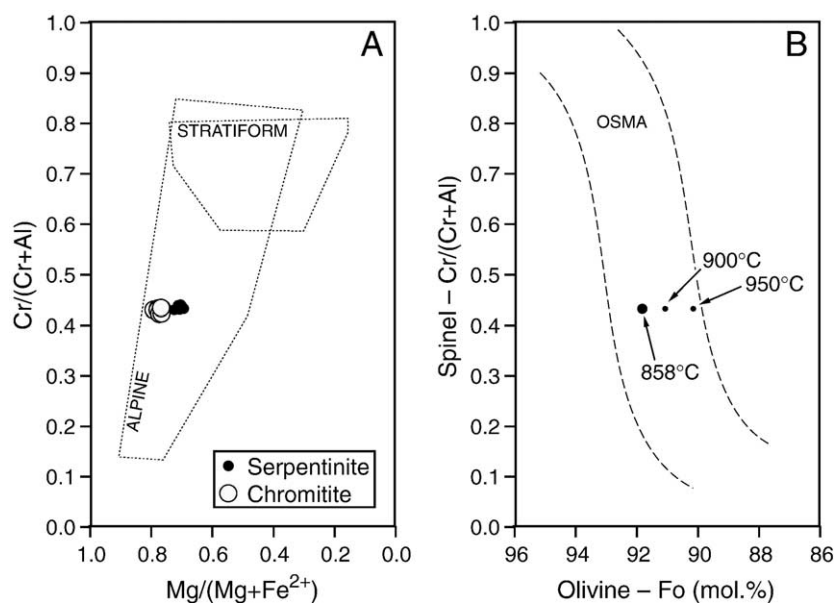 A
1.0
0.9
0.8
0.7
0.6
0.5
0.4
0.3
0.2
0.1
0.0
Cr/(Cr+Al)
STRATIFORM
ALPINE
Serpentinite
Chromitite
1.0 0.8 0.6 0.4 0.2 0.0
Mg/(Mg+Fe²⁺)
B
1.0
0.9
0.8
0.7
0.6
0.5
0.4
0.3
0.2
0.1
0.0
Spinel – Cr/(Cr+Al)
OSMA
900°C
950°C
858°C
96 94 92 90 88 86
Olivine – Fo (mol.%)